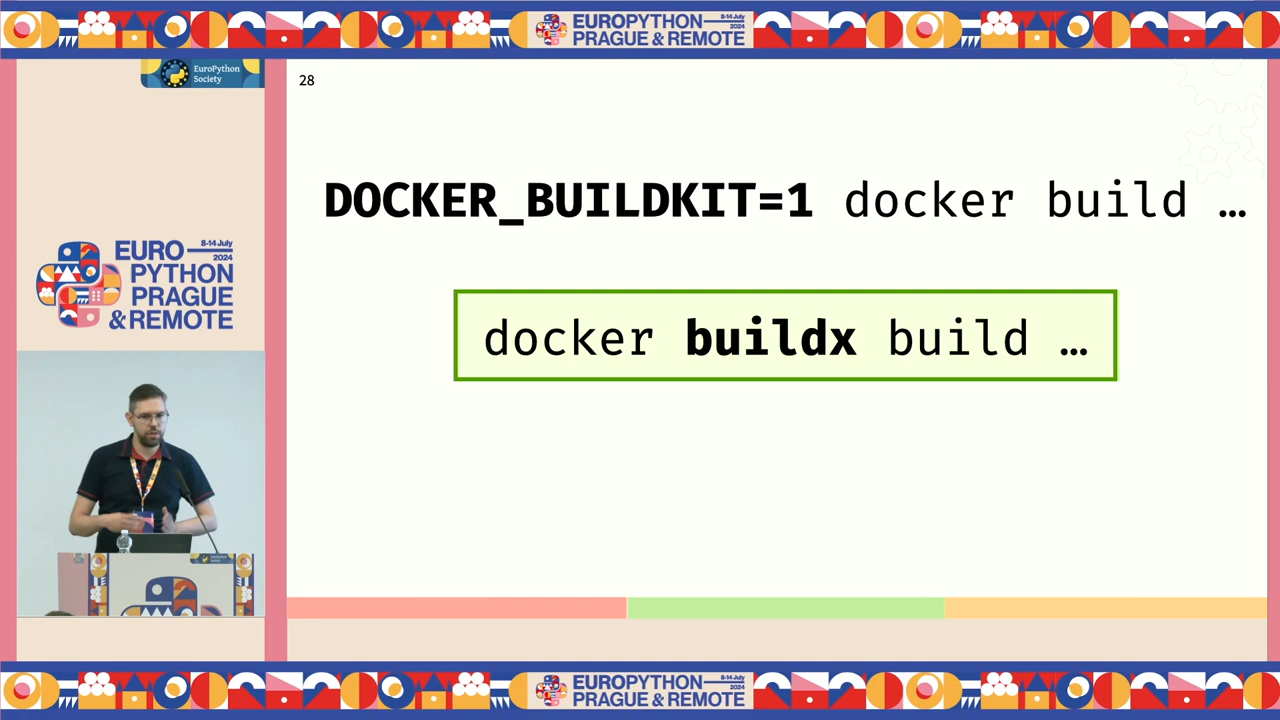 EUROPYTHON 8-14 July
PRAGUE & REMOTE 2024
EuroPython
Society
28
DOCKER_BUILDKIT=1 docker build …
docker buildx build …
EURO 8-14 July
2024
PYTHON
PRAGUE
& REMOTE
EUROPYTHON 8-14 July
PRAGUE & REMOTE 2024